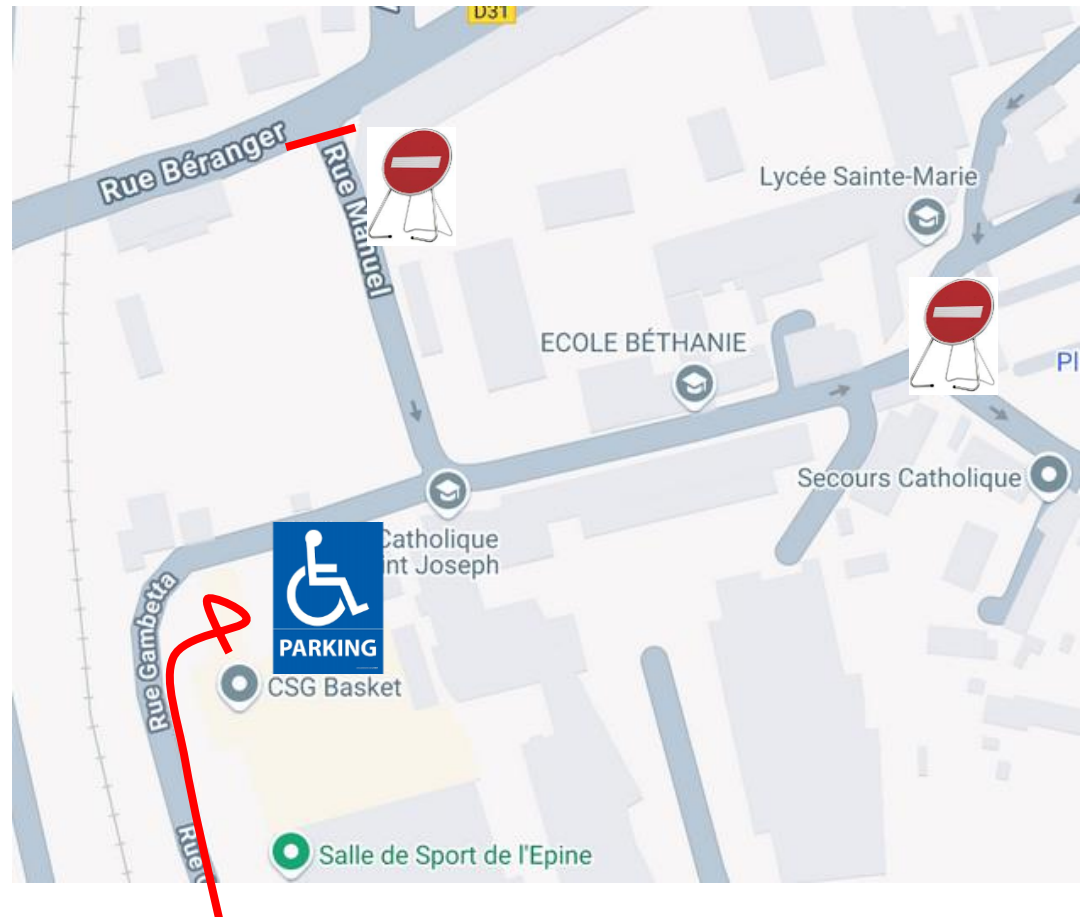 D31
Rue Béranger
Rue Manuel
Lycée Sainte-Marie
ECOLE BÉTHANIE
Pl
Secours Catholique
Catholique
int Joseph
PARKING
Rue Gambetta
CSG Basket
Rue
Salle de Sport de l'Epine